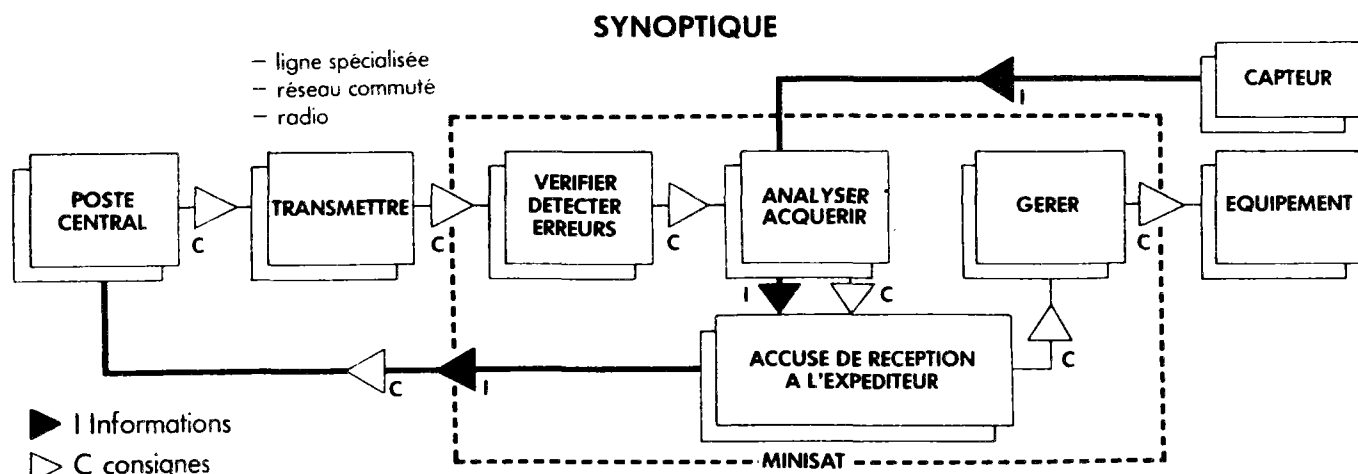 SYNOPTIQUE
– ligne spécialisée
– réseau commuté
– radio
I
CAPTEUR
POSTE
CENTRAL
C
TRANSMETTRE
C
VERIFIER
DETECTER
ERREURS
C
ANALYSER
ACQUERIR
GERER
C
EQUIPEMENT
I
C
ACCUSE DE RECEPTION
A L'EXPEDITEUR
C
C
I
I Informations
C consignes
MINISAT